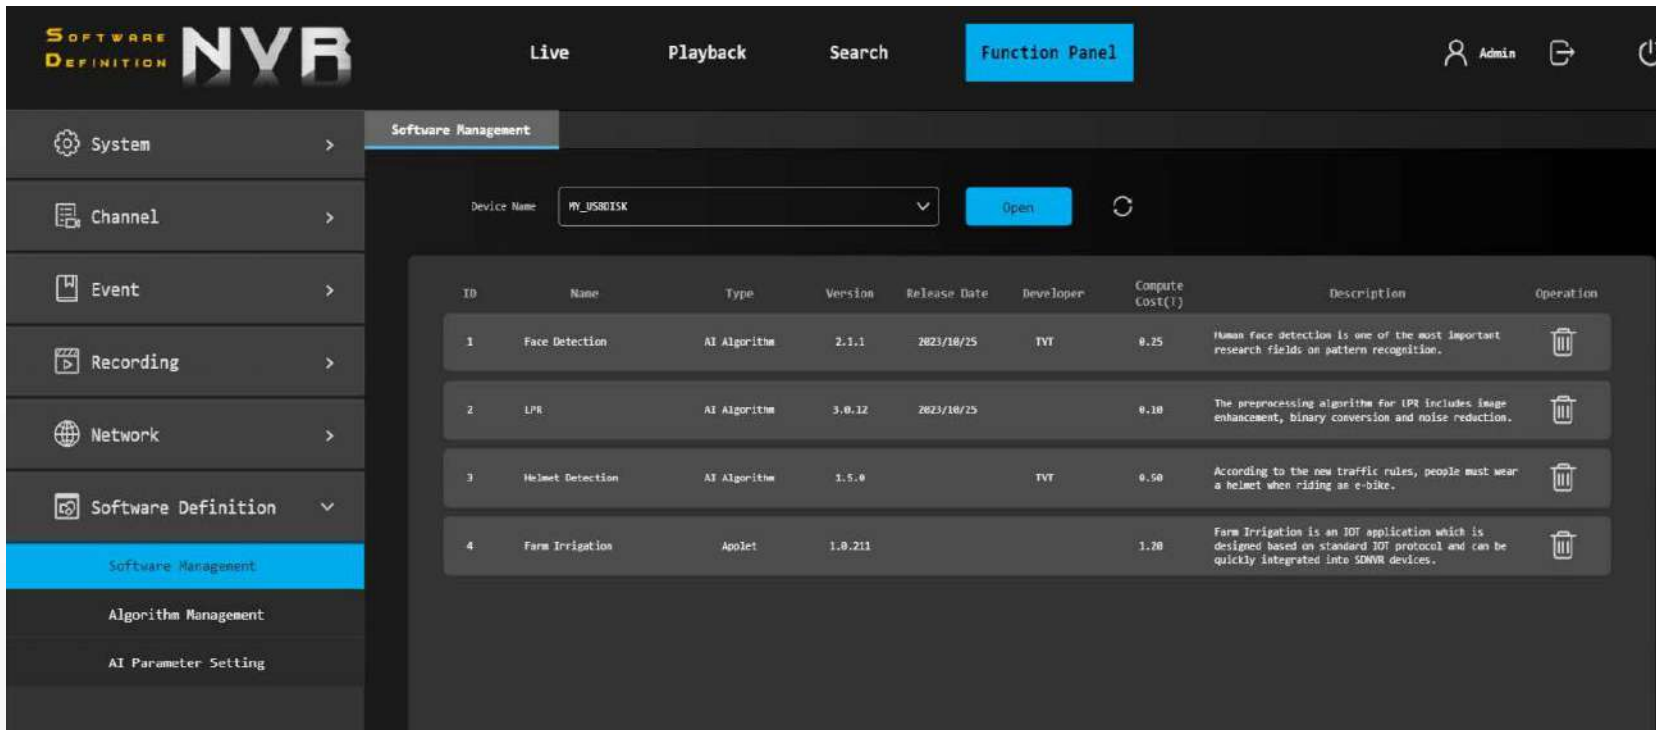 SOFTWARE
DEFINITION
NVR
Live
Playback
Search
Function Panel
Admin
System
Channel
Event
Recording
Network
Software Definition
Software Management
Algorithm Management
AI Parameter Setting
Software Management
Device Name
MY_USBDISK
Open
ID Name Type Version Release Date Developer Compute Cost(T) Description Operation
1 Face Detection AI Algorithm 2.1.1 2023/10/25 TVT 0.25
Human face detection is one of the most important
research fields on pattern recognition.
2 LPR AI Algorithm 3.0.12 2023/10/25 0.10
The preprocessing algorithm for LPR includes image
enhancement, binary conversion and noise reduction.
3 Helmet Detection AI Algorithm 1.5.0 TVT 0.50
According to the new traffic rules, people must wear
a helmet when riding an e-bike.
4 Farm Irrigation Applet 1.0.211 1.20
Farm Irrigation is an IOT application which is
designed based on standard IOT protocol and can be
quickly integrated into SDNVR devices.